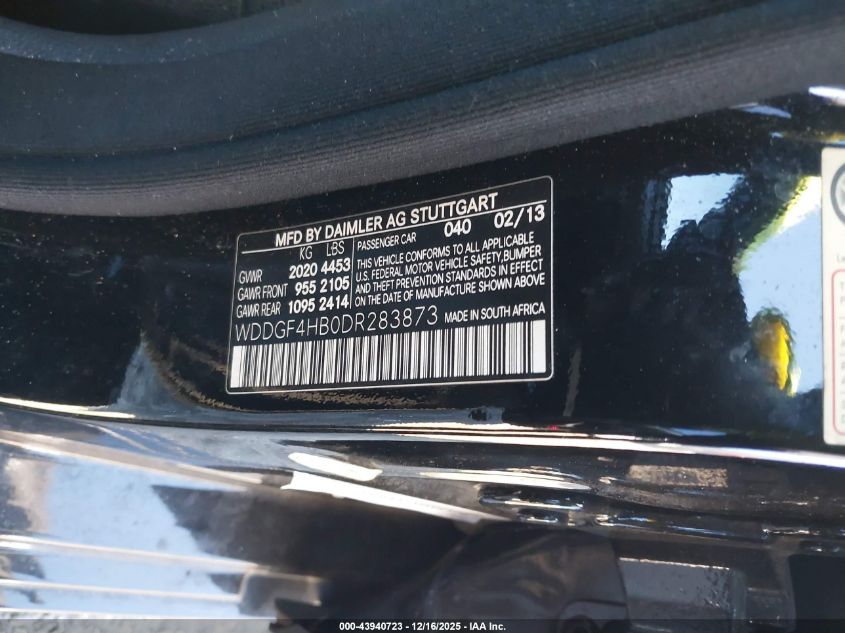 MFD BY DAIMLER AG STUTTGART
KG LBS
GVWR 2020 4453
GAWR FRONT 955 2105
GAWR REAR 1095 2414
PASSENGER CAR 040 02/13
THIS VEHICLE CONFORMS TO ALL APPLICABLE
U.S. FEDERAL MOTOR VEHICLE SAFETY, BUMPER
AND THEFT PREVENTION STANDARDS IN EFFECT
ON THE DATE OF MANUFACTURE SHOWN ABOVE
WDDGF4HB0DR283873 MADE IN SOUTH AFRICA
000-43940723 - 12/16/2025 - IAA Inc.